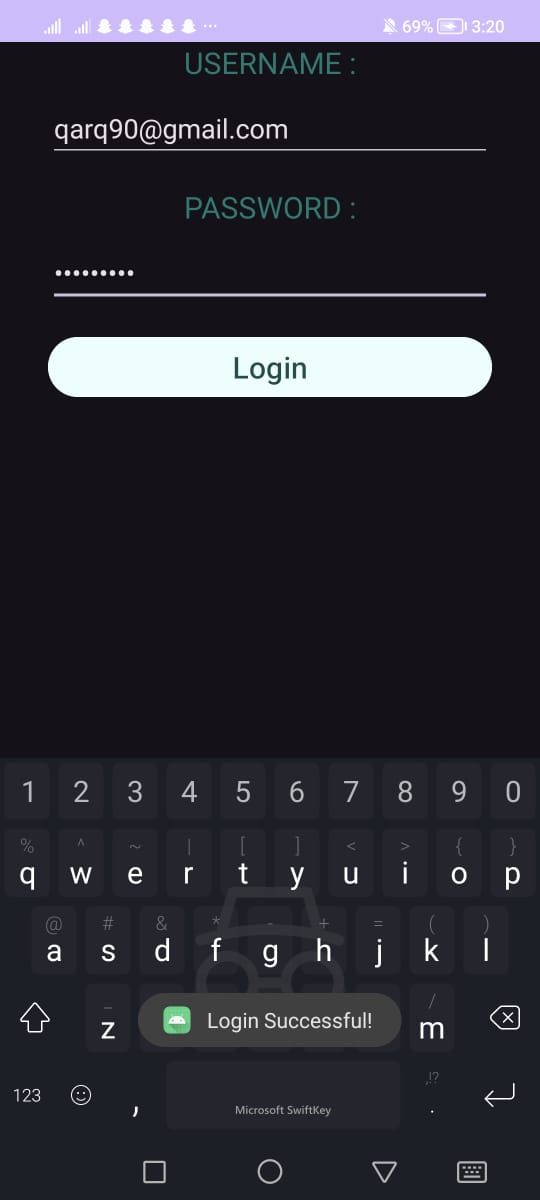 69% 3:20
USERNAME :
qarq90@gmail.com
PASSWORD :
•••••••••
Login
1 2 3 4 5 6 7 8 9 0
% ^ ~ | [ ] < > { }
q w e r t y u i o p
@ # & * - + = ( )
a s d f g h j k l
_ /
z m
Login Successful!
123 , ,!? .
Microsoft SwiftKey